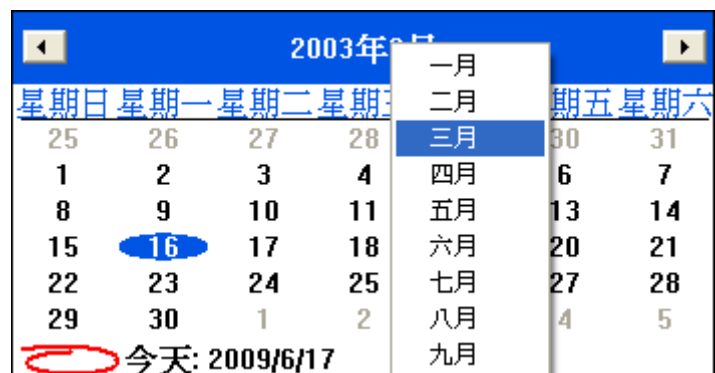 2003年
星期日 星期一 星期二 星期 期五 星期六
25 26 27 28 30 31
1 2 3 4 6 7
8 9 10 11 13 14
15 16 17 18 20 21
22 23 24 25 27 28
29 30 1 2 4 5
今天: 2009/6/17
一月
二月
三月
四月
五月
六月
七月
八月
九月